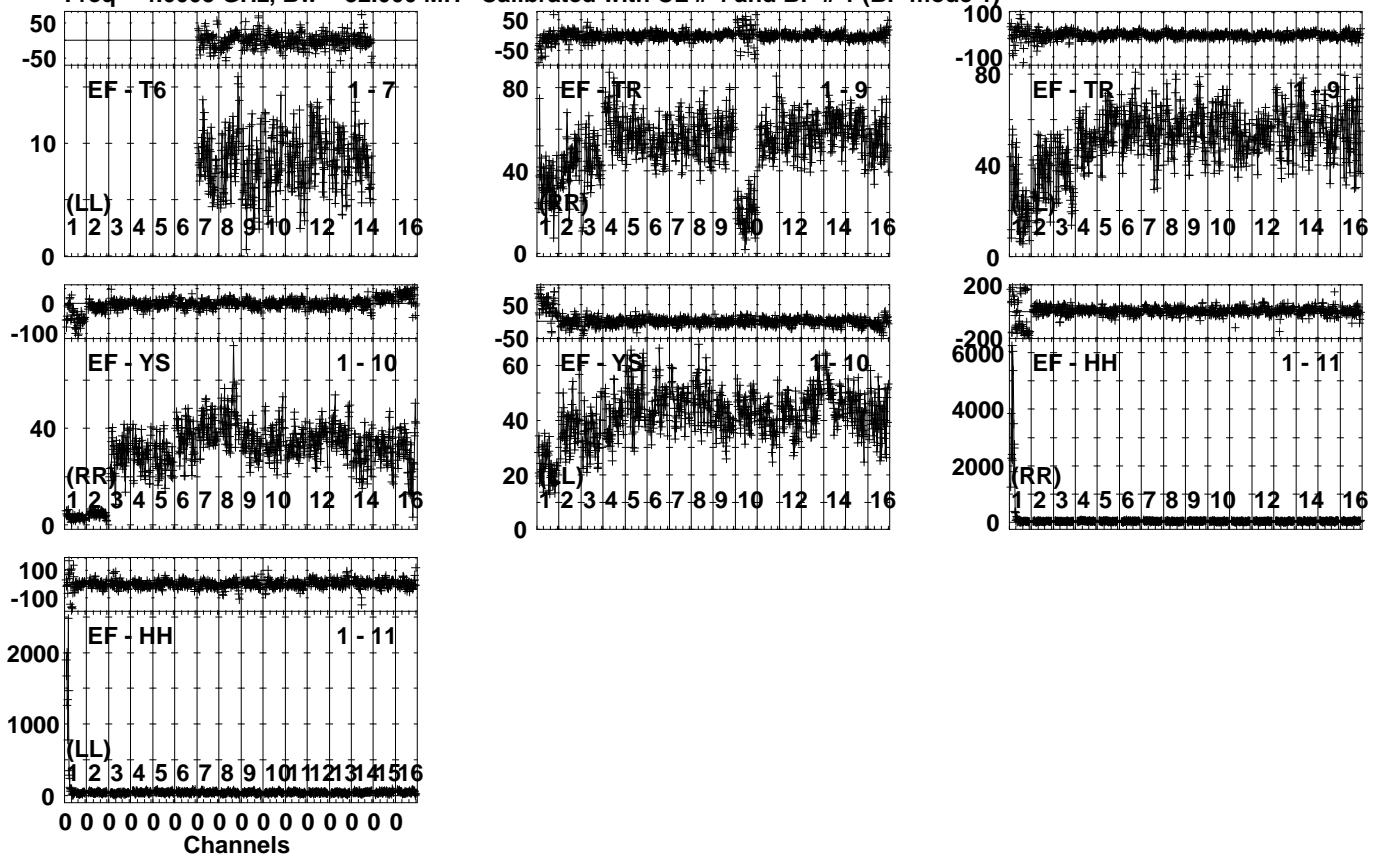 50 50 100
-50 -50 -100
EF - T6 1 - 7
10
(LL)
1 2 3 4 5 6 7 8 9 10 12 14 16
0
80 EF - TR 1 - 9
40
(RR)
1 2 3 4 5 6 7 8 9 10 12 14 16
0
80
EF - TR 1 - 9
40
1 2 3 4 5 6 7 8 9 10 12 14 16
0
0
-100
EF - YS 1 - 10
40
(RR)
1 2 3 4 5 6 7 8 9 10 12 14 16
0
50
-50
60 EF - YS 1 - 10
40
20 (LL)
1 2 3 4 5 6 7 8 9 10 12 14 16
0
200
-200
6000 EF - HH 1 - 11
4000
2000
(RR)
1 2 3 4 5 6 7 8 9 10 12 14 16
0
100
-100
EF - HH 1 - 11
2000
1000
(LL)
1 2 3 4 5 6 7 8 9 10 11 12 13 14 15 16
0
0 0 0 0 0 0 0 0 0 0 0 0 0 0 0 0
Channels